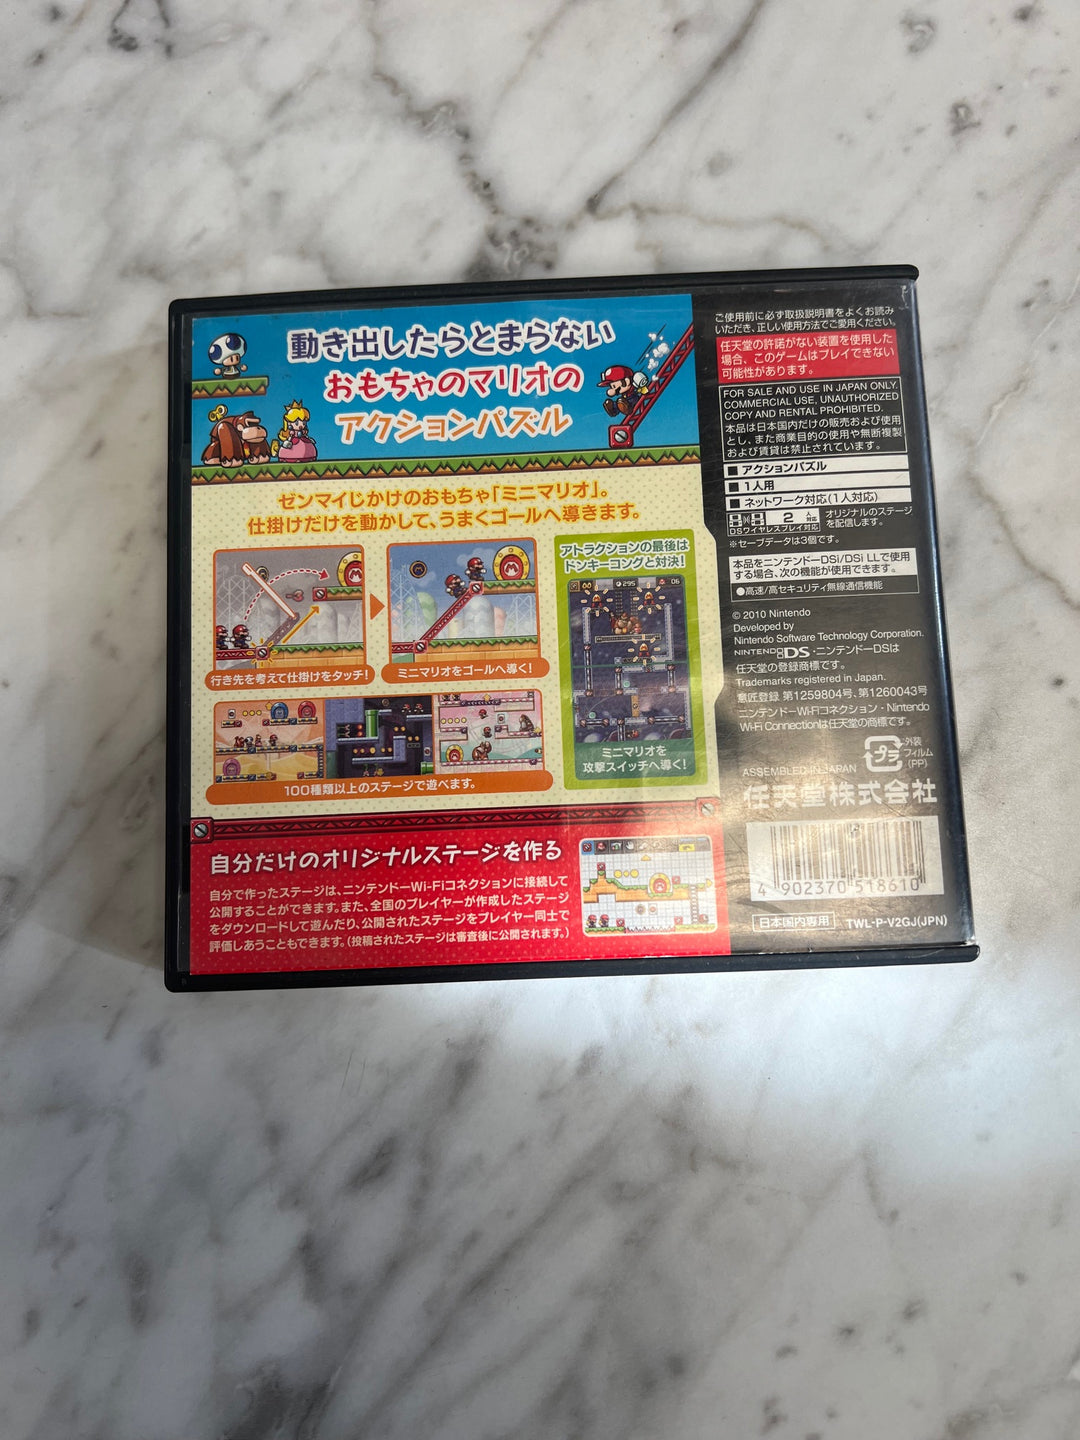 動き出したらとまらない
おもちゃのマリオの
アクションパズル
ゼンマイじかけのおもちゃ「ミニマリオ」。
仕掛けだけを動かして、うまくゴールへ導きます。
行き先を考えて仕掛けをタッチ!
ミニマリオをゴールへ導く!
100種類以上のステージで遊べます。
アトラクションの最後は
ドンキーコングと対決!
295
06
ミニマリオを
攻撃スイッチへ導く!
自分だけのオリジナルステージを作る
自分で作ったステージは、ニンテンドーWi-Fiコネクションに接続して
公開することができます。また、全国のプレイヤーが作成したステージ
をダウンロードして遊んだり、公開されたステージをプレイヤー同士で
評価しあうこともできます。(投稿されたステージは審査後に公開されます。)
ご使用前に必ず取扱説明書をよくお読み
いただき、正しい使用方法でご愛用ください。
任天堂の許諾がない装置を使用した
場合、このゲームはプレイできない
可能性があります。
FOR SALE AND USE IN JAPAN ONLY.
COMMERCIAL USE, UNAUTHORIZED
COPY AND RENTAL PROHIBITED.
本品は日本国内だけの販売および使用
とし、また商業目的の使用や無断複製
および賃貸は禁止されています。
■ アクションパズル
■ 1人用
■ ネットワーク対応(1人対応)
2 人対応
DSワイヤレスプレイ対応
オリジナルのステージ
を配信します。
※セーブデータは3個です。
本品をニンテンドーDSi/DSi LLで使用
する場合、次の機能が使用できます。
●高速/高セキュリティ無線通信機能
© 2010 Nintendo
Developed by
Nintendo Software Technology Corporation.
NINTENDO DS・ニンテンドーDSは
任天堂の登録商標です。
Trademarks registered in Japan.
意匠登録 第1259804号、第1260043号
ニンテンドーWi-Fiコネクション・Nintendo
Wi-Fi Connectionは任天堂の商標です。
プラ
外装
フィルム
(PP)
ASSEMBLED IN JAPAN
任天堂株式会社
4 902370 518610
日本国内専用
TWL-P-V2GJ(JPN)